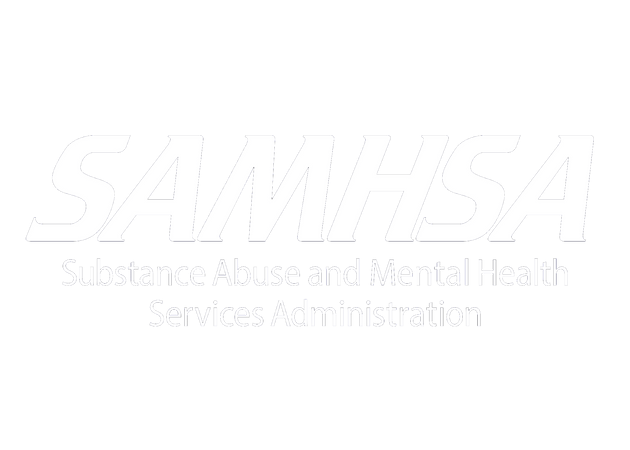 SAMHSA
Substance Abuse and Mental Health
Services Administration